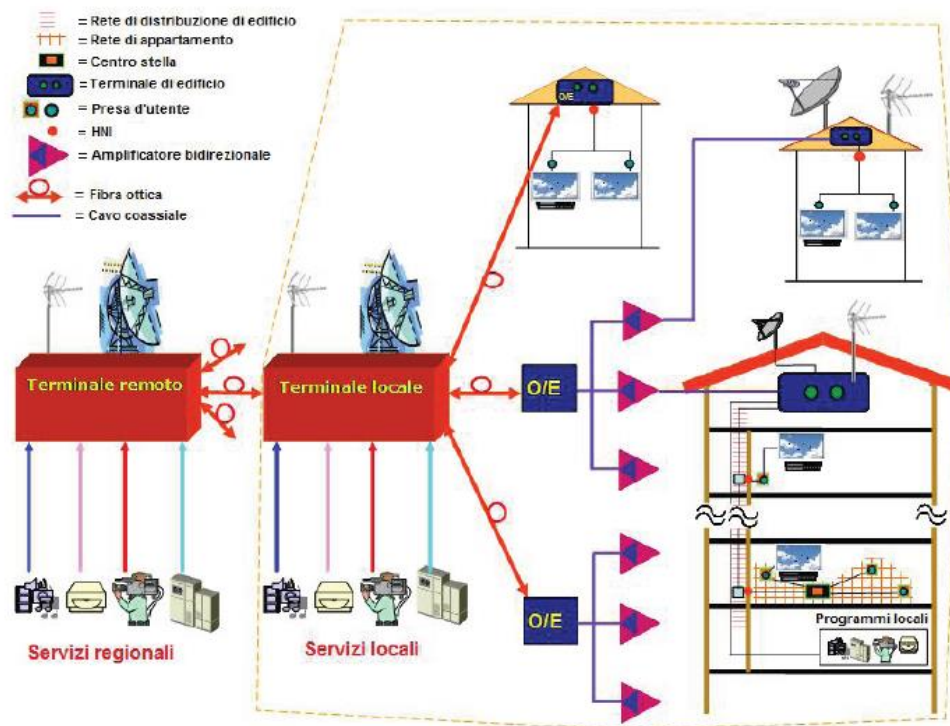 = Rete di distribuzione di edificio
= Rete di appartamento
= Centro stella
= Terminale di edificio
= Presa d'utente
= HNI
= Amplificatore bidirezionale
= Fibra ottica
= Cavo coassiale
O/E
Terminale remoto
Terminale locale
O/E
O/E
Programmi locali
Servizi regionali
Servizi locali